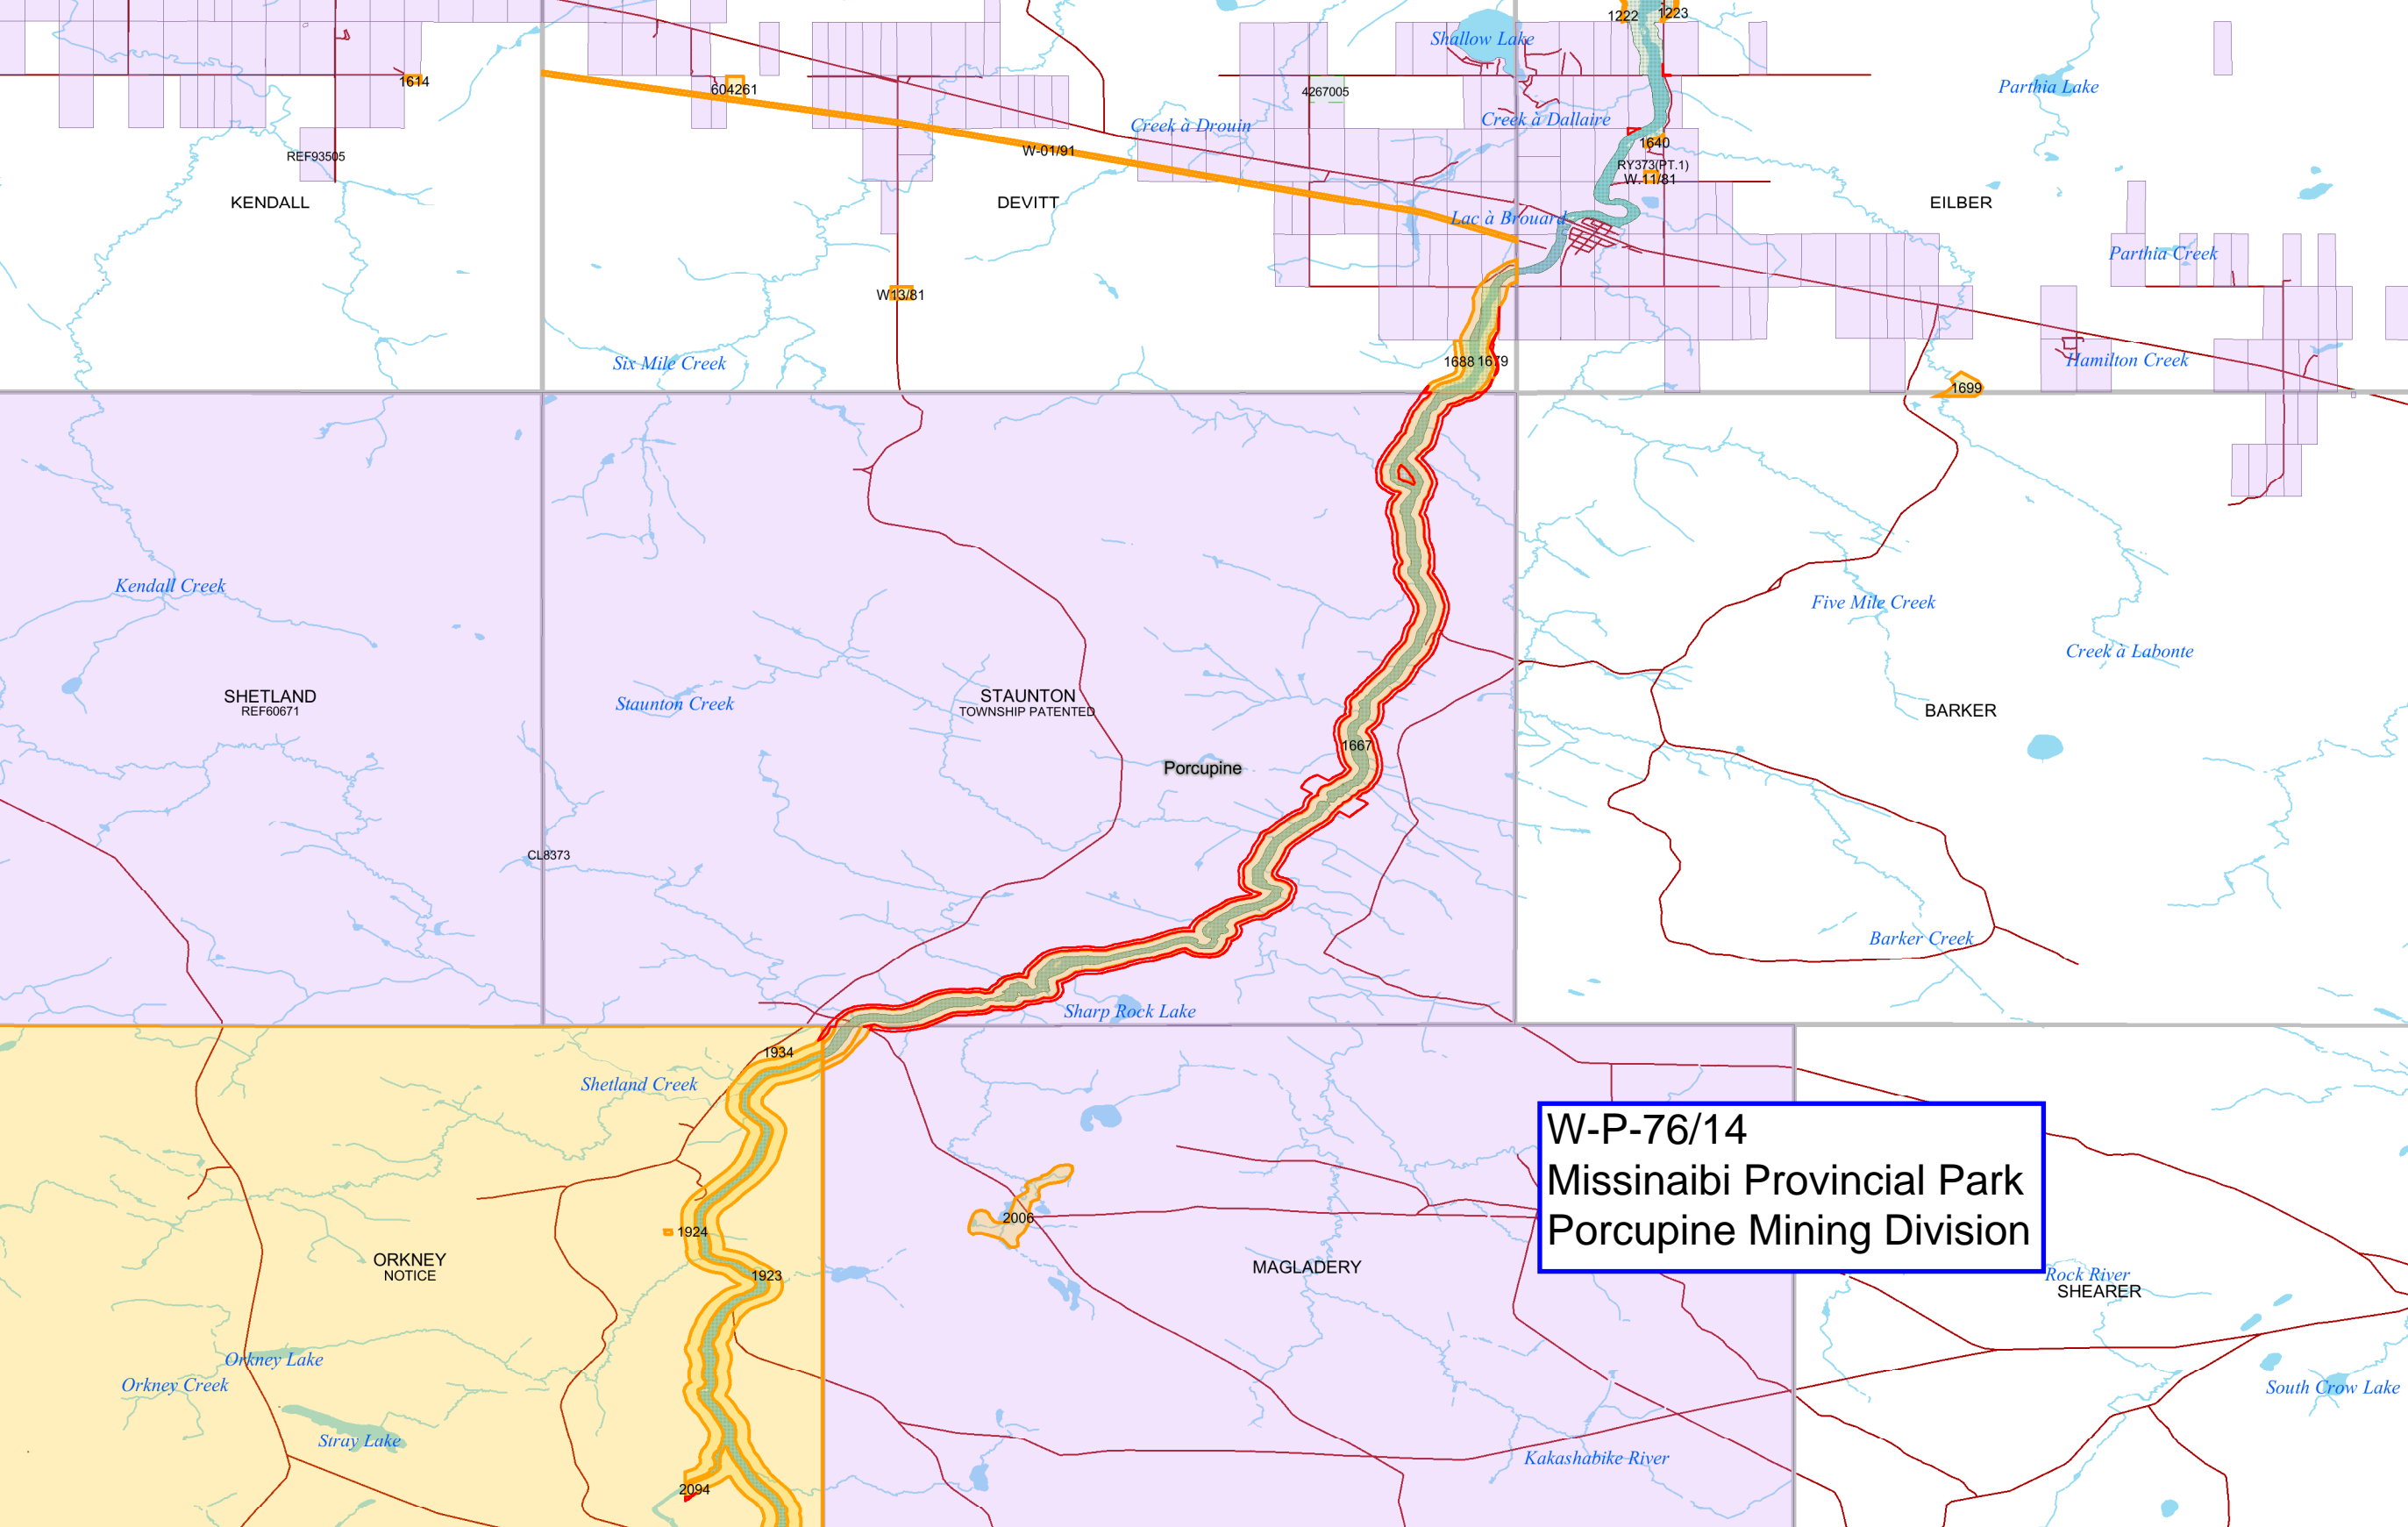 1222
1223
Shallow Lake
1614
604261
4267005
Parthia Lake
Creek à Drouin
Creek à Dallaire
W-01/91
1640
REF93505
RY373(PT.1)
W.11/81
KENDALL
DEVITT
EILBER
Lac à Brouard
Parthia Creek
W13/81
Six Mile Creek
1688
1679
Hamilton Creek
1699
Kendall Creek
Five Mile Creek
Creek à Labonte
SHETLAND
REF60671
Staunton Creek
STAUNTON
TOWNSHIP PATENTED
BARKER
1667
Porcupine
CL8373
Barker Creek
Sharp Rock Lake
1934
Shetland Creek
W-P-76/14
Missinaibi Provincial Park
Porcupine Mining Division
2006
1924
ORKNEY
NOTICE
1923
MAGLADERY
Rock River
SHEARER
Orkney Lake
Orkney Creek
South Crow Lake
Stray Lake
Kakashabike River
2094